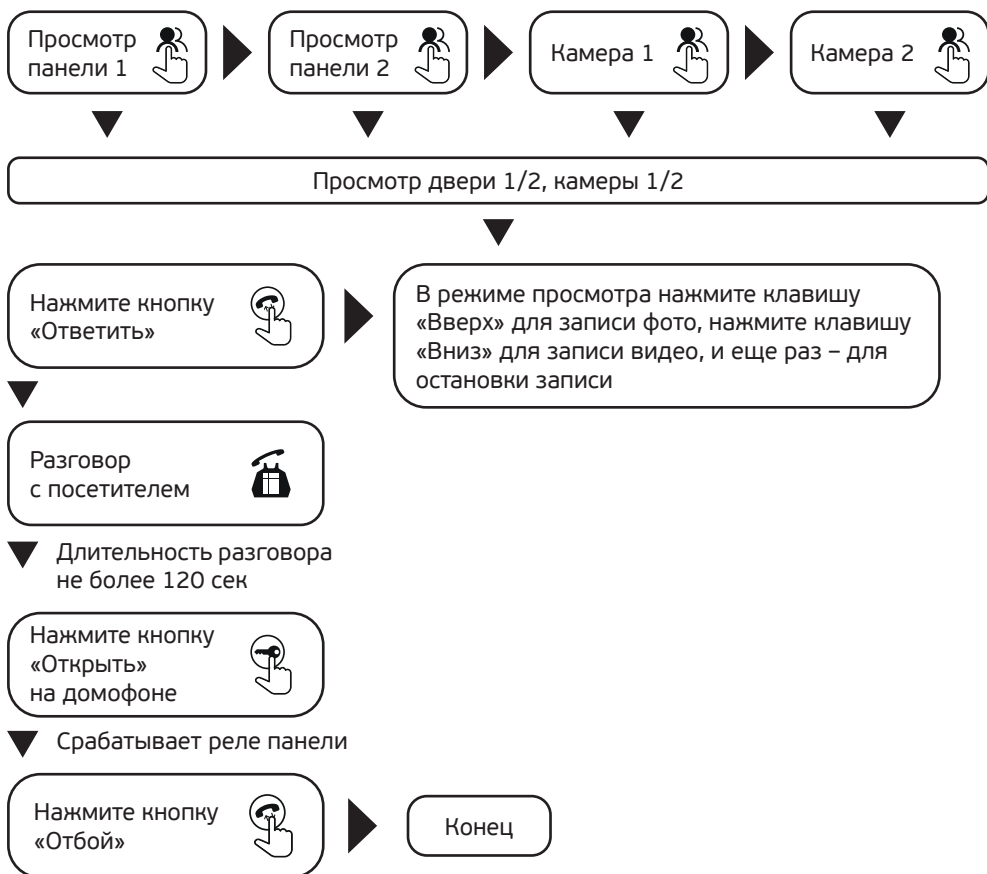 Просмотр
панели 1
Просмотр
панели 2
Камера 1
Камера 2
Просмотр двери 1/2, камеры 1/2
Нажмите кнопку
«Ответить»
В режиме просмотра нажмите клавишу
«Вверх» для записи фото, нажмите клавишу
«Вниз» для записи видео, и еще раз – для
остановки записи
Разговор
с посетителем
Длительность разговора
не более 120 сек
Нажмите кнопку
«Открыть»
на домофоне
Срабатывает реле панели
Нажмите кнопку
«Отбой»
Конец